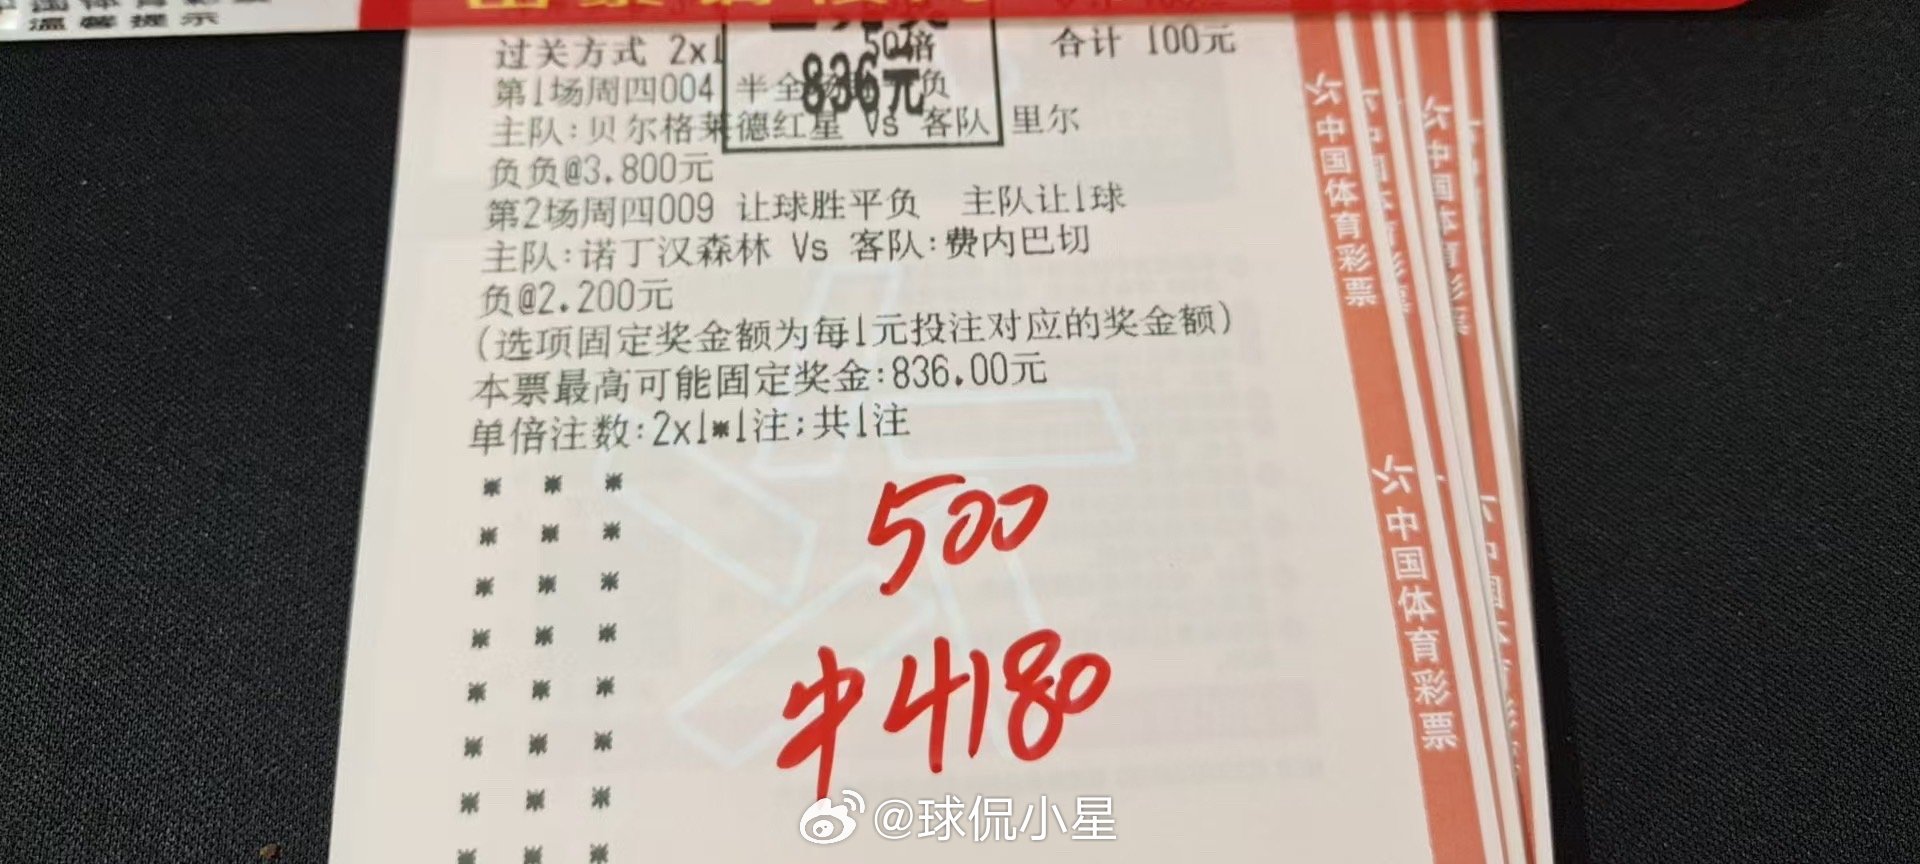 温馨提示
过关方式 2x1 50倍 合计 100元
836元
第1场周四004 半全场 负
主队:贝尔格莱德红星 Vs 客队 里尔
负负@3.800元
第2场周四009 让球胜平负 主队让1球
主队:诺丁汉森林 Vs 客队:费内巴切
负@2.200元
(选项固定奖金额为每1元投注对应的奖金额)
本票最高可能固定奖金:836.00元
单倍注数:2x1*1注;共1注
500
中4180
@球侃小星
中国体育彩票
中国体育彩票